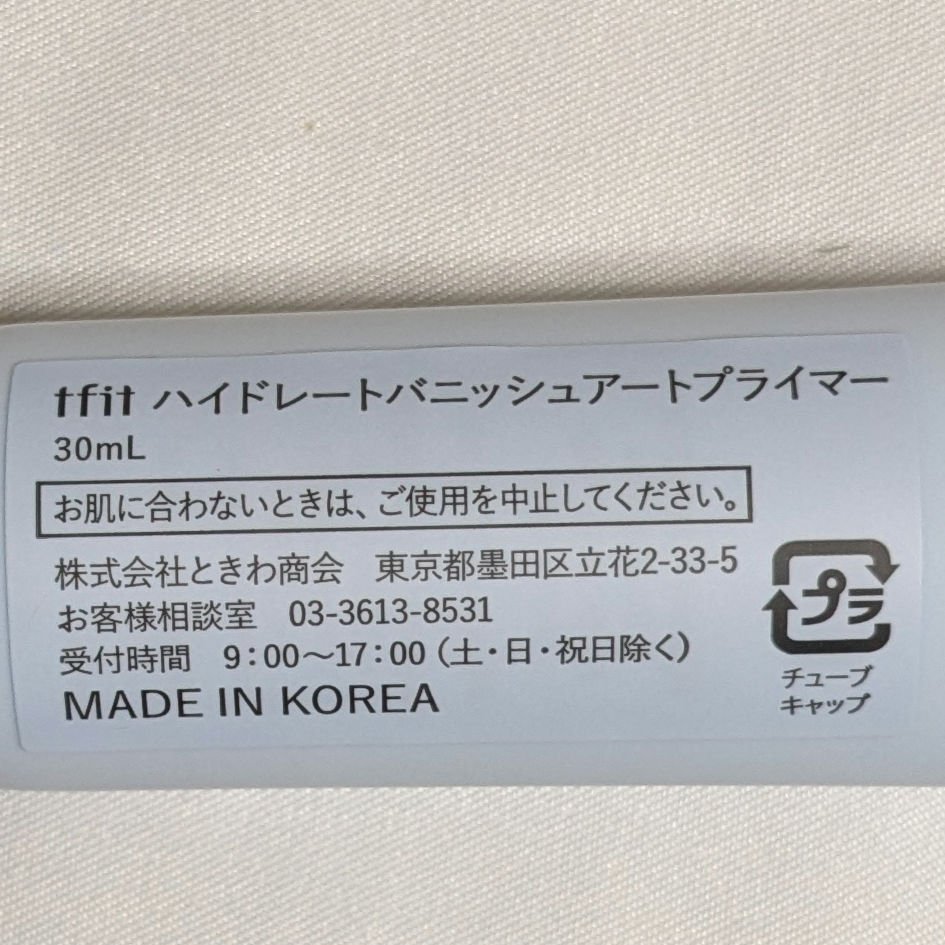 tfit ハイドレートバニッシュアートプライマー
30mL
お肌に合わないときは、ご使用を中止してください。
株式会社ときわ商会　東京都墨田区立花2-33-5
お客様相談室　03-3613-8531
受付時間　9：00～17：00（土・日・祝日除く）
MADE IN KOREA
プラ
チューブ
キャップ